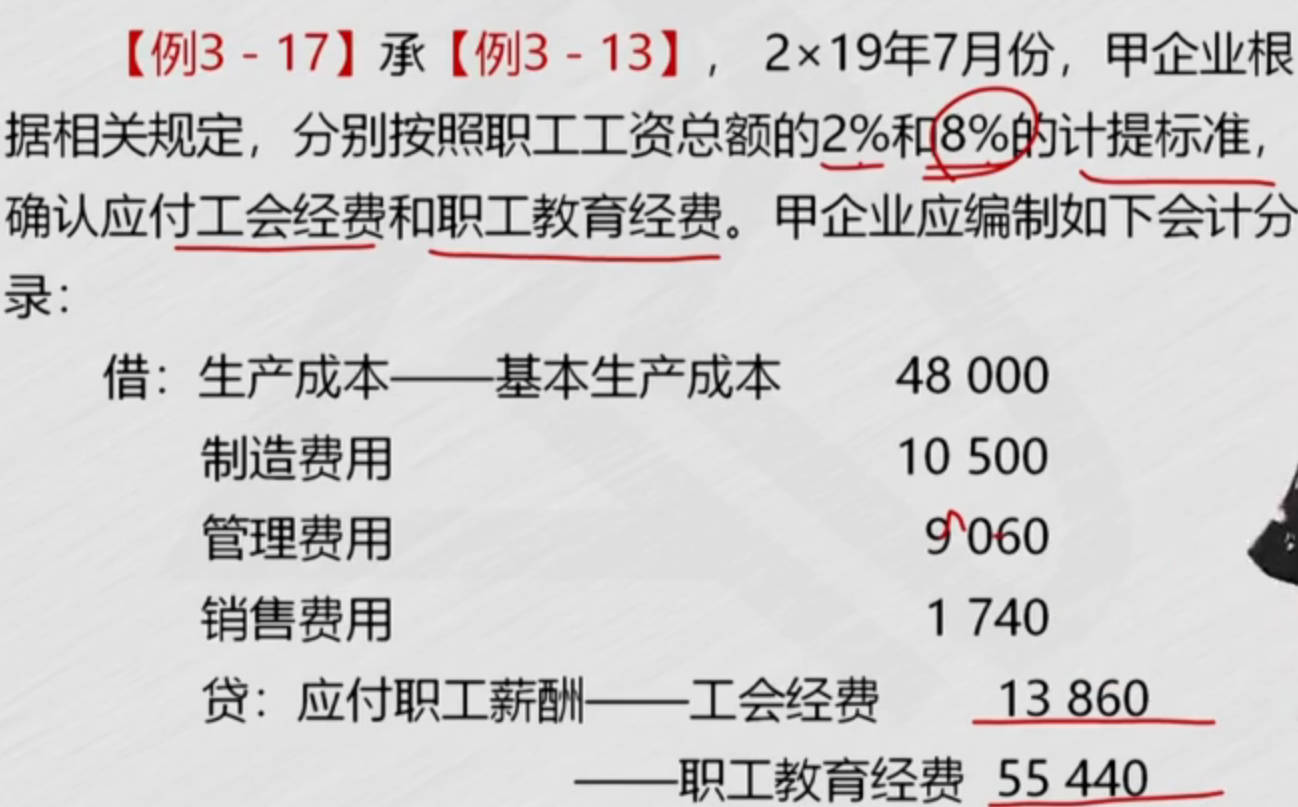 【例3-17】承【例3-13】，2×19年7月份，甲企业根
据相关规定，分别按照职工工资总额的2%和8%的计提标准，
确认应付工会经费和职工教育经费。甲企业应编制如下会计分
录：
借：生产成本——基本生产成本 48 000
制造费用 10 500
管理费用 9 060
销售费用 1 740
贷：应付职工薪酬——工会经费 13 860
——职工教育经费 55 440